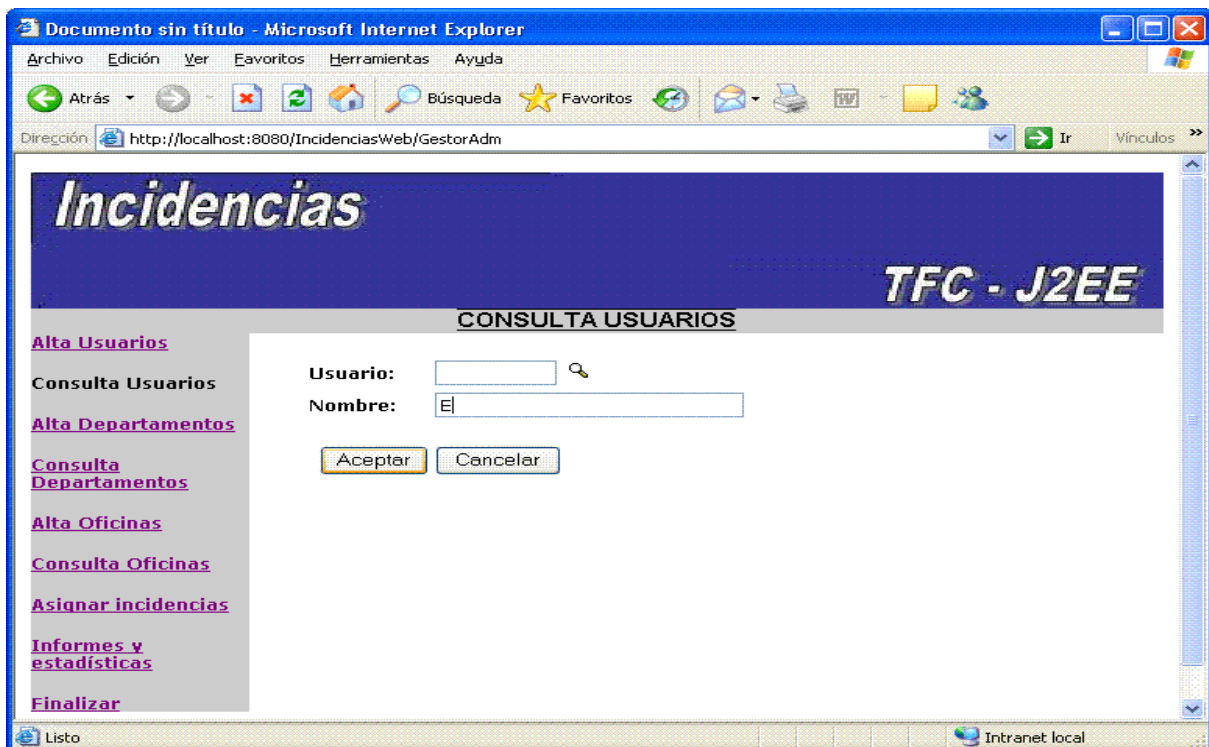 Documento sin título - Microsoft Internet Explorer
Archivo Edición Ver Favoritos Herramientas Ayuda
Atrás Búsqueda Favoritos
Dirección http://localhost:8080/IncidenciasWeb/GestorAdm Ir Vínculos »
Incidencias
TFC - J2EE
CONSULTA USUARIOS
Alta Usuarios
Consulta Usuarios
Alta Departamentos
Consulta
Departamentos
Alta Oficinas
Consulta Oficinas
Asignar incidencias
Informes y
estadísticas
Finalizar
Usuario:
Nombre: E
Aceptar Cancelar
Listo Intranet local